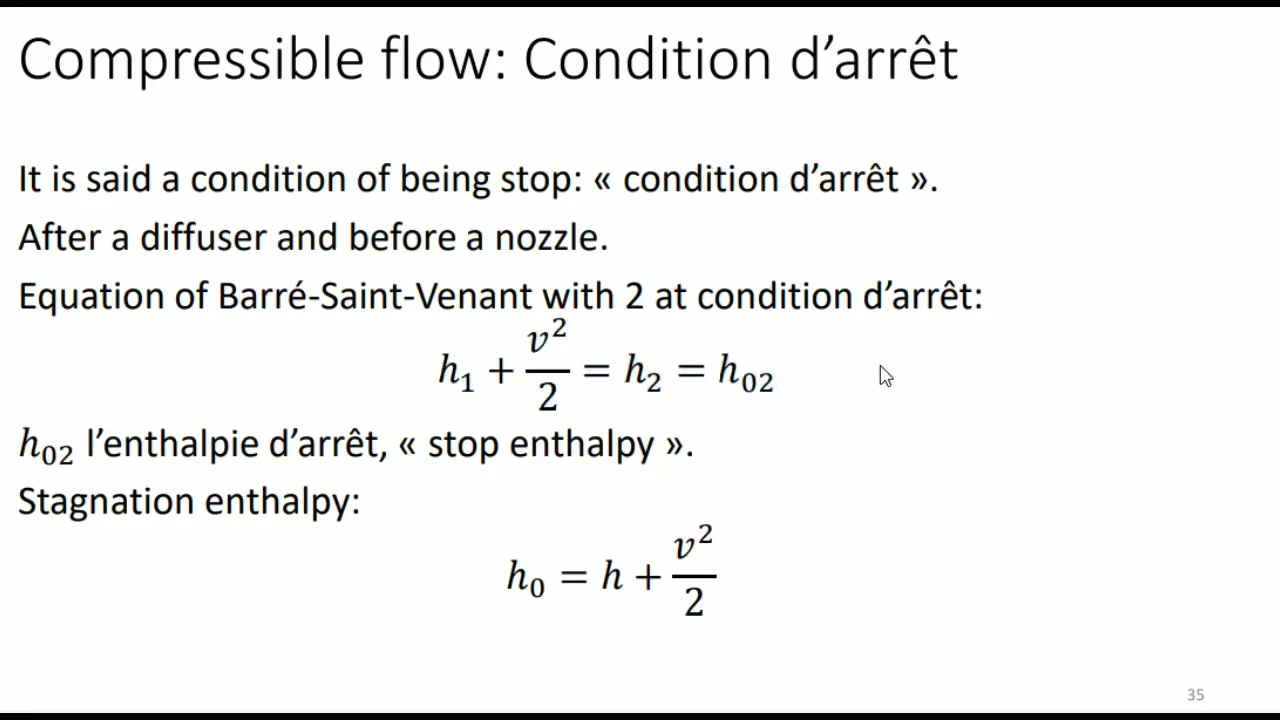 Compressible flow: Condition d’arrêt
It is said a condition of being stop: « condition d’arrêt ».
After a diffuser and before a nozzle.
Equation of Barré-Saint-Venant with 2 at condition d’arrêt:
h₁ + v²/2 = h₂ = h₀₂
h₀₂ l’enthalpie d’arrêt, « stop enthalpy ».
Stagnation enthalpy:
h₀ = h + v²/2
35